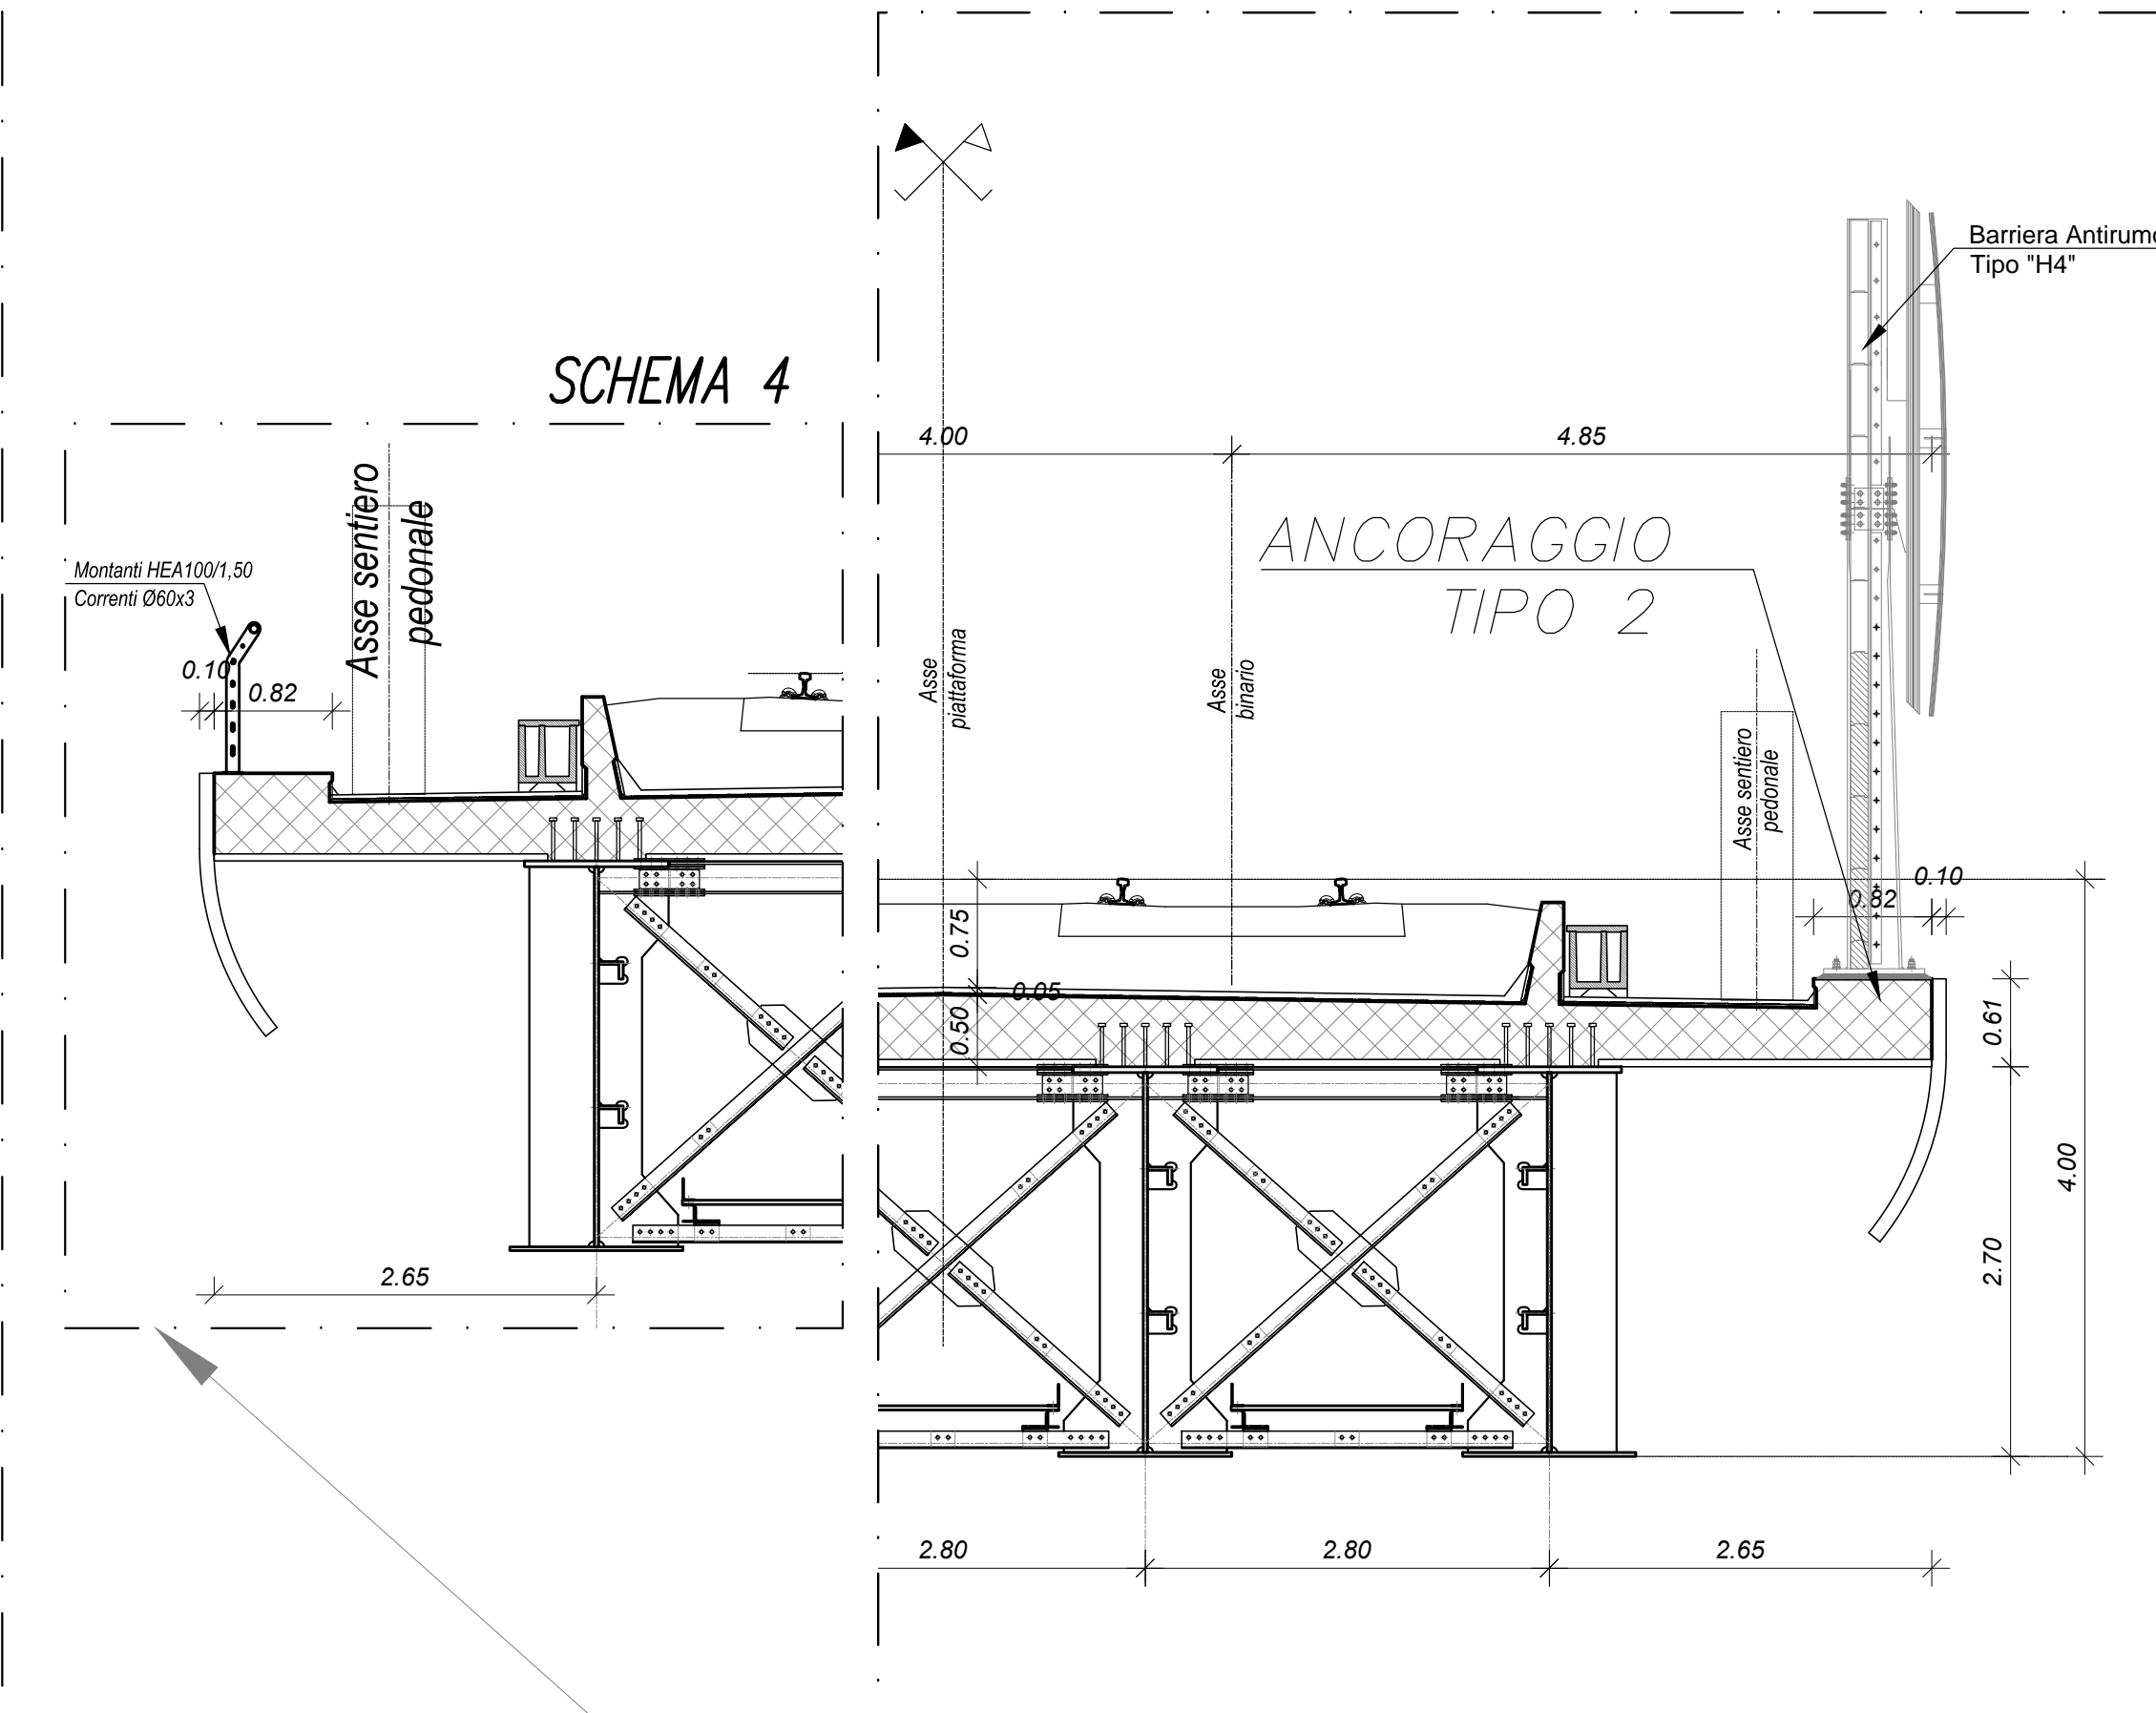 SCHEMA 4
Asse sentiero
pedonale
Montanti HEA100/1,50
Correnti Ø60x3
0.10
0.82
2.65
4.00
4.85
Barriera
Tipo "H4"
ANCORAGGIO
TIPO 2
Asse
piattaforma
Asse
binario
Asse sentiero
pedonale
0.10
0.82
0.75
0.05
0.50
0.61
4.00
2.70
2.80
2.80
2.65